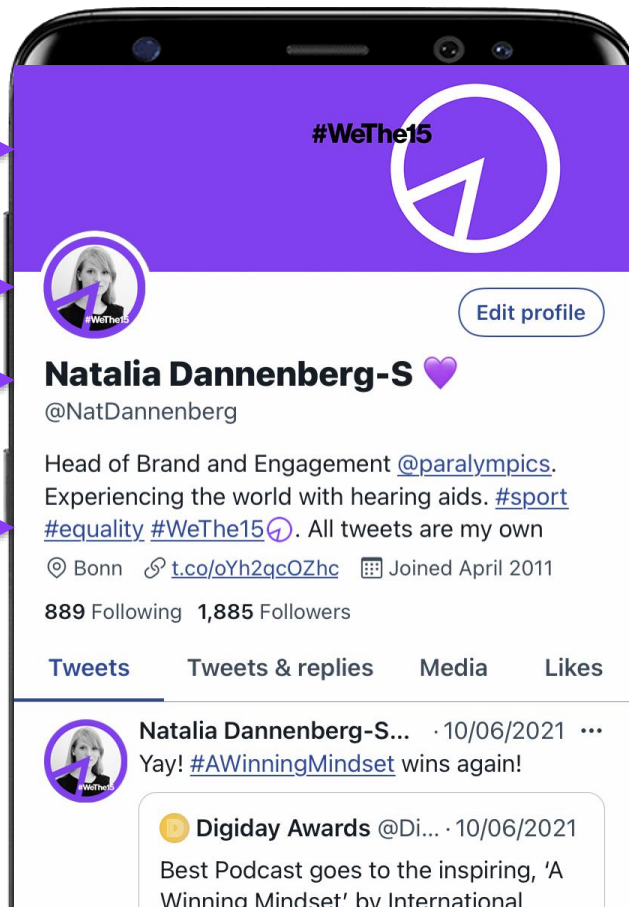 #WeThe15
#WeThe15
Edit profile
Natalia Dannenberg-S 💜
@NatDannenberg
Head of Brand and Engagement @paralympics.
Experiencing the world with hearing aids. #sport
#equality #WeThe15. All tweets are my own
Bonn t.co/oYh2qcOZhc Joined April 2011
889 Following 1,885 Followers
Tweets Tweets & replies Media Likes
Natalia Dannenberg-S... · 10/06/2021 •••
Yay! #AWinningMindset wins again!
#WeThe15
D Digiday Awards @Di... · 10/06/2021
Best Podcast goes to the inspiring, ‘A
Winning Mindset’ by International